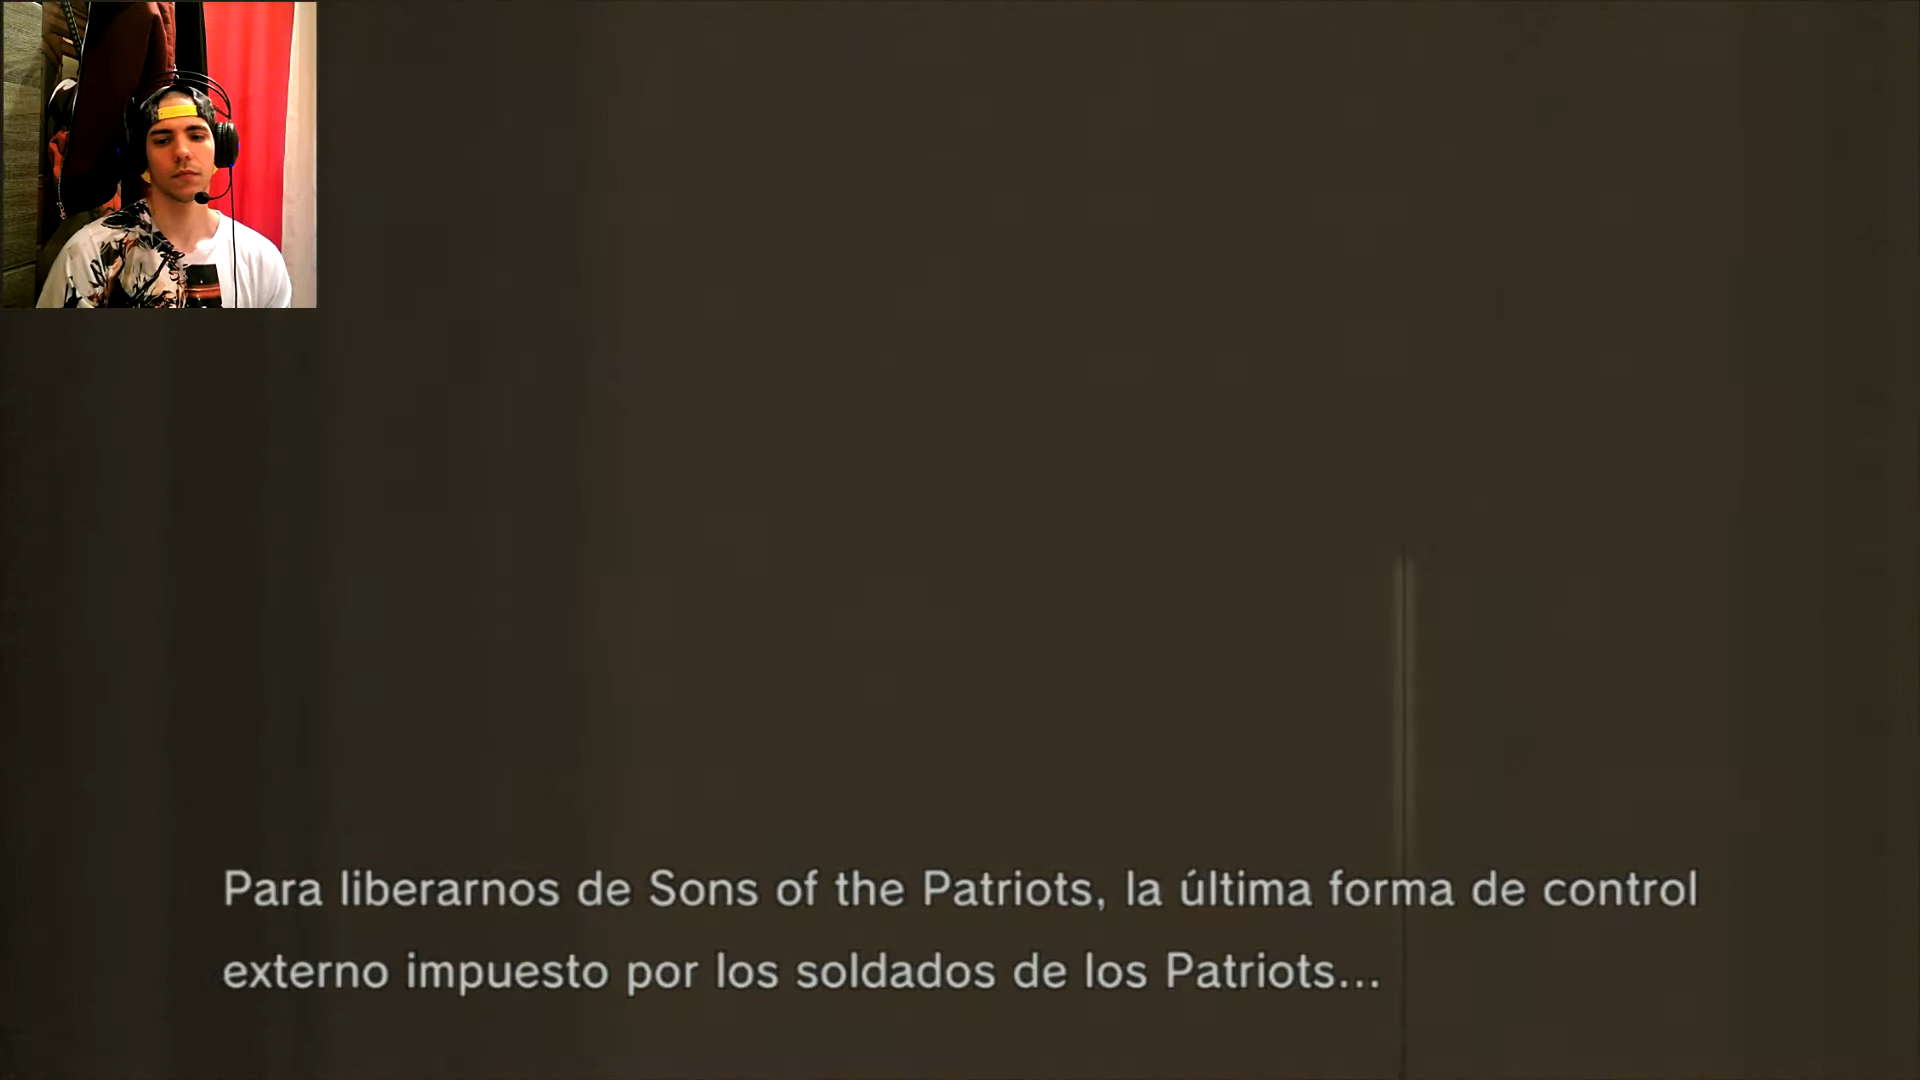 Para liberarnos de Sons of the Patriots, la última forma de control
externo impuesto por los soldados de los Patriots...